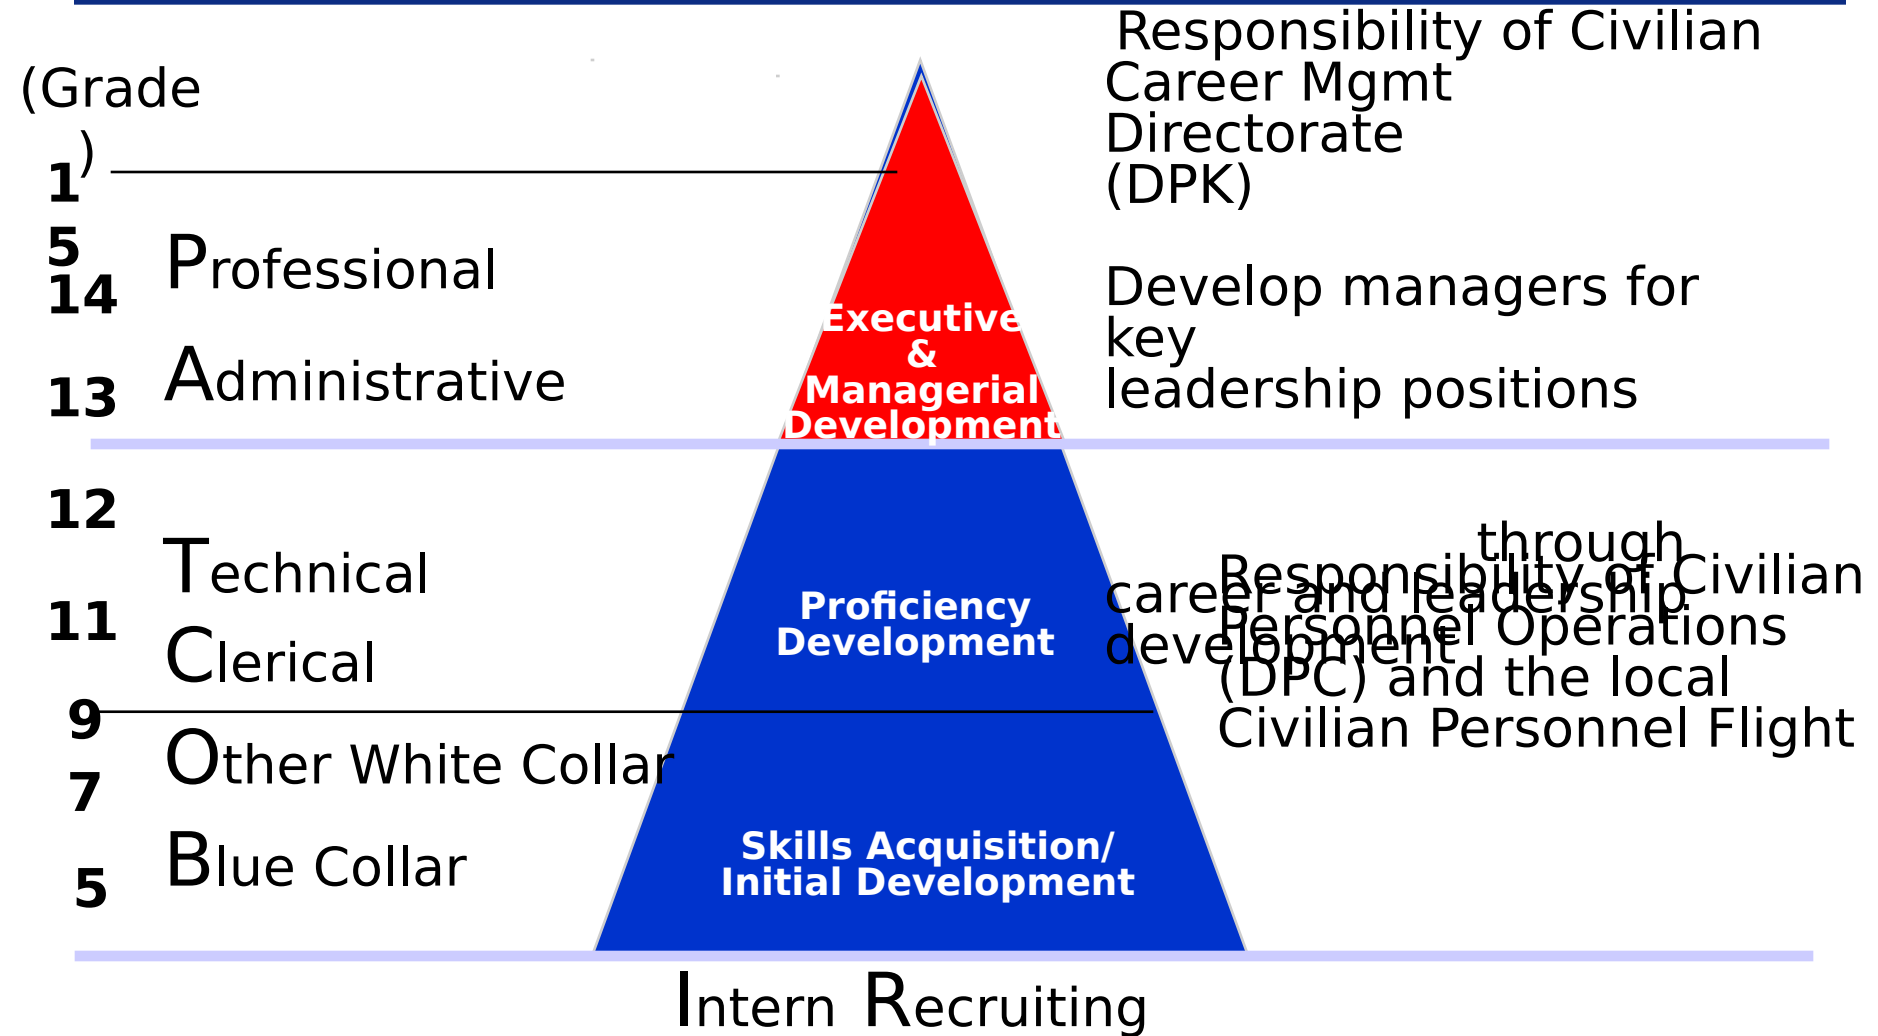 (Grade
)
1
5
14
13
12
11
9
7
5
Professional
Administrative
Technical
Clerical
Other White Collar
Blue Collar
Executive
&
Managerial
Development
Proficiency
Development
Skills Acquisition/
Initial Development
Responsibility of Civilian
Career Mgmt
Directorate
(DPK)
Develop managers for
key
leadership positions
through
career and leadership
development
Responsibility of Civilian
Personnel Operations
(DPC) and the local
Civilian Personnel Flight
Intern Recruiting